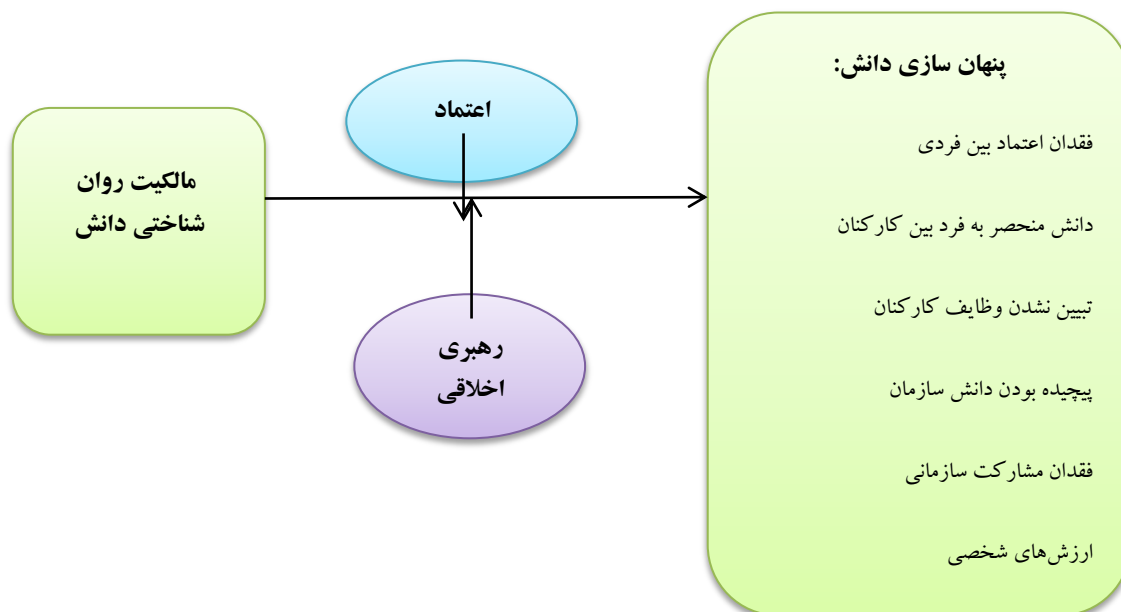 پنهان سازی دانش:
فقدان اعتماد بین فردی
دانش منحصر به فرد بین کارکنان
تبیین نشدن وظایف کارکنان
پیچیده بودن دانش سازمان
فقدان مشارکت سازمانی
ارزش‌های شخصی
اعتماد
رهبری
اخلاقی
مالکیت روان
شناختی دانش